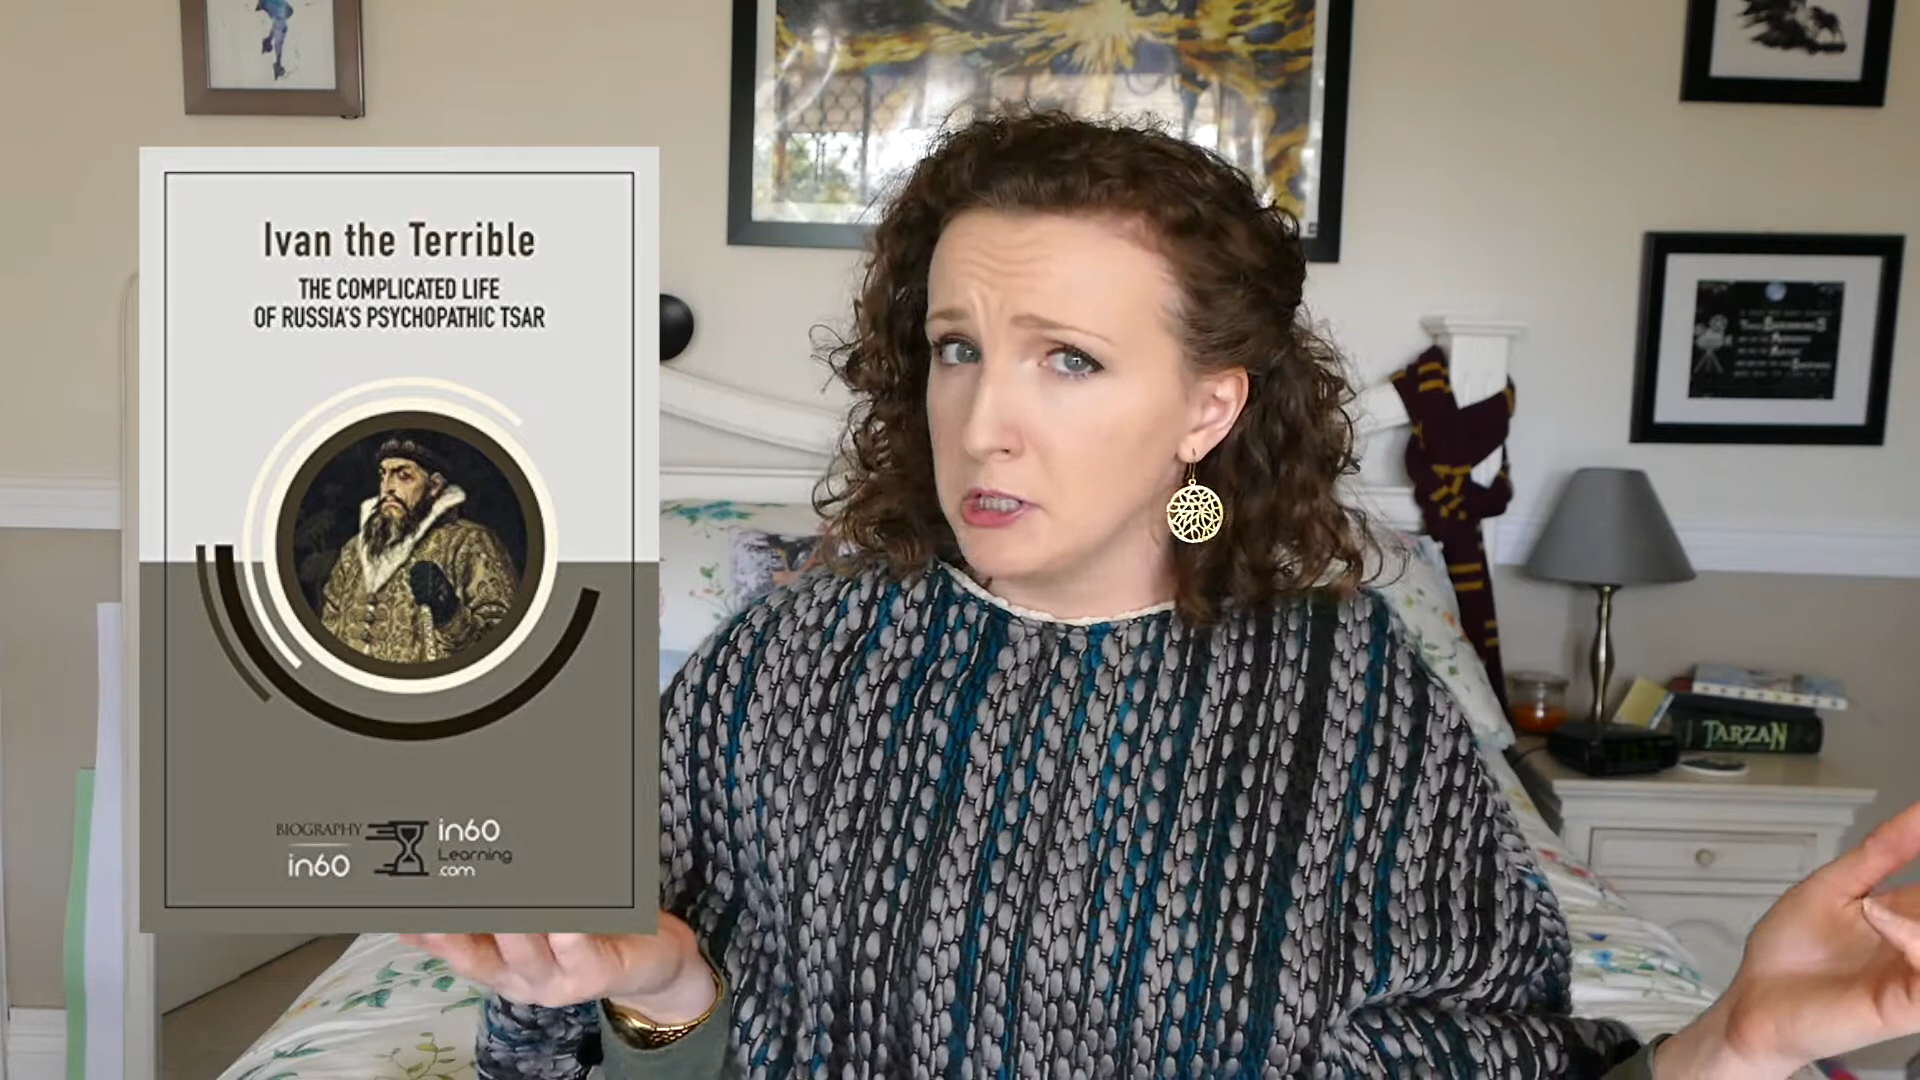 Ivan the Terrible
THE COMPLICATED LIFE
OF RUSSIA'S PSYCHOPATHIC TSAR
BIOGRAPHY
in60
in60
Learning
.com
TARZAN